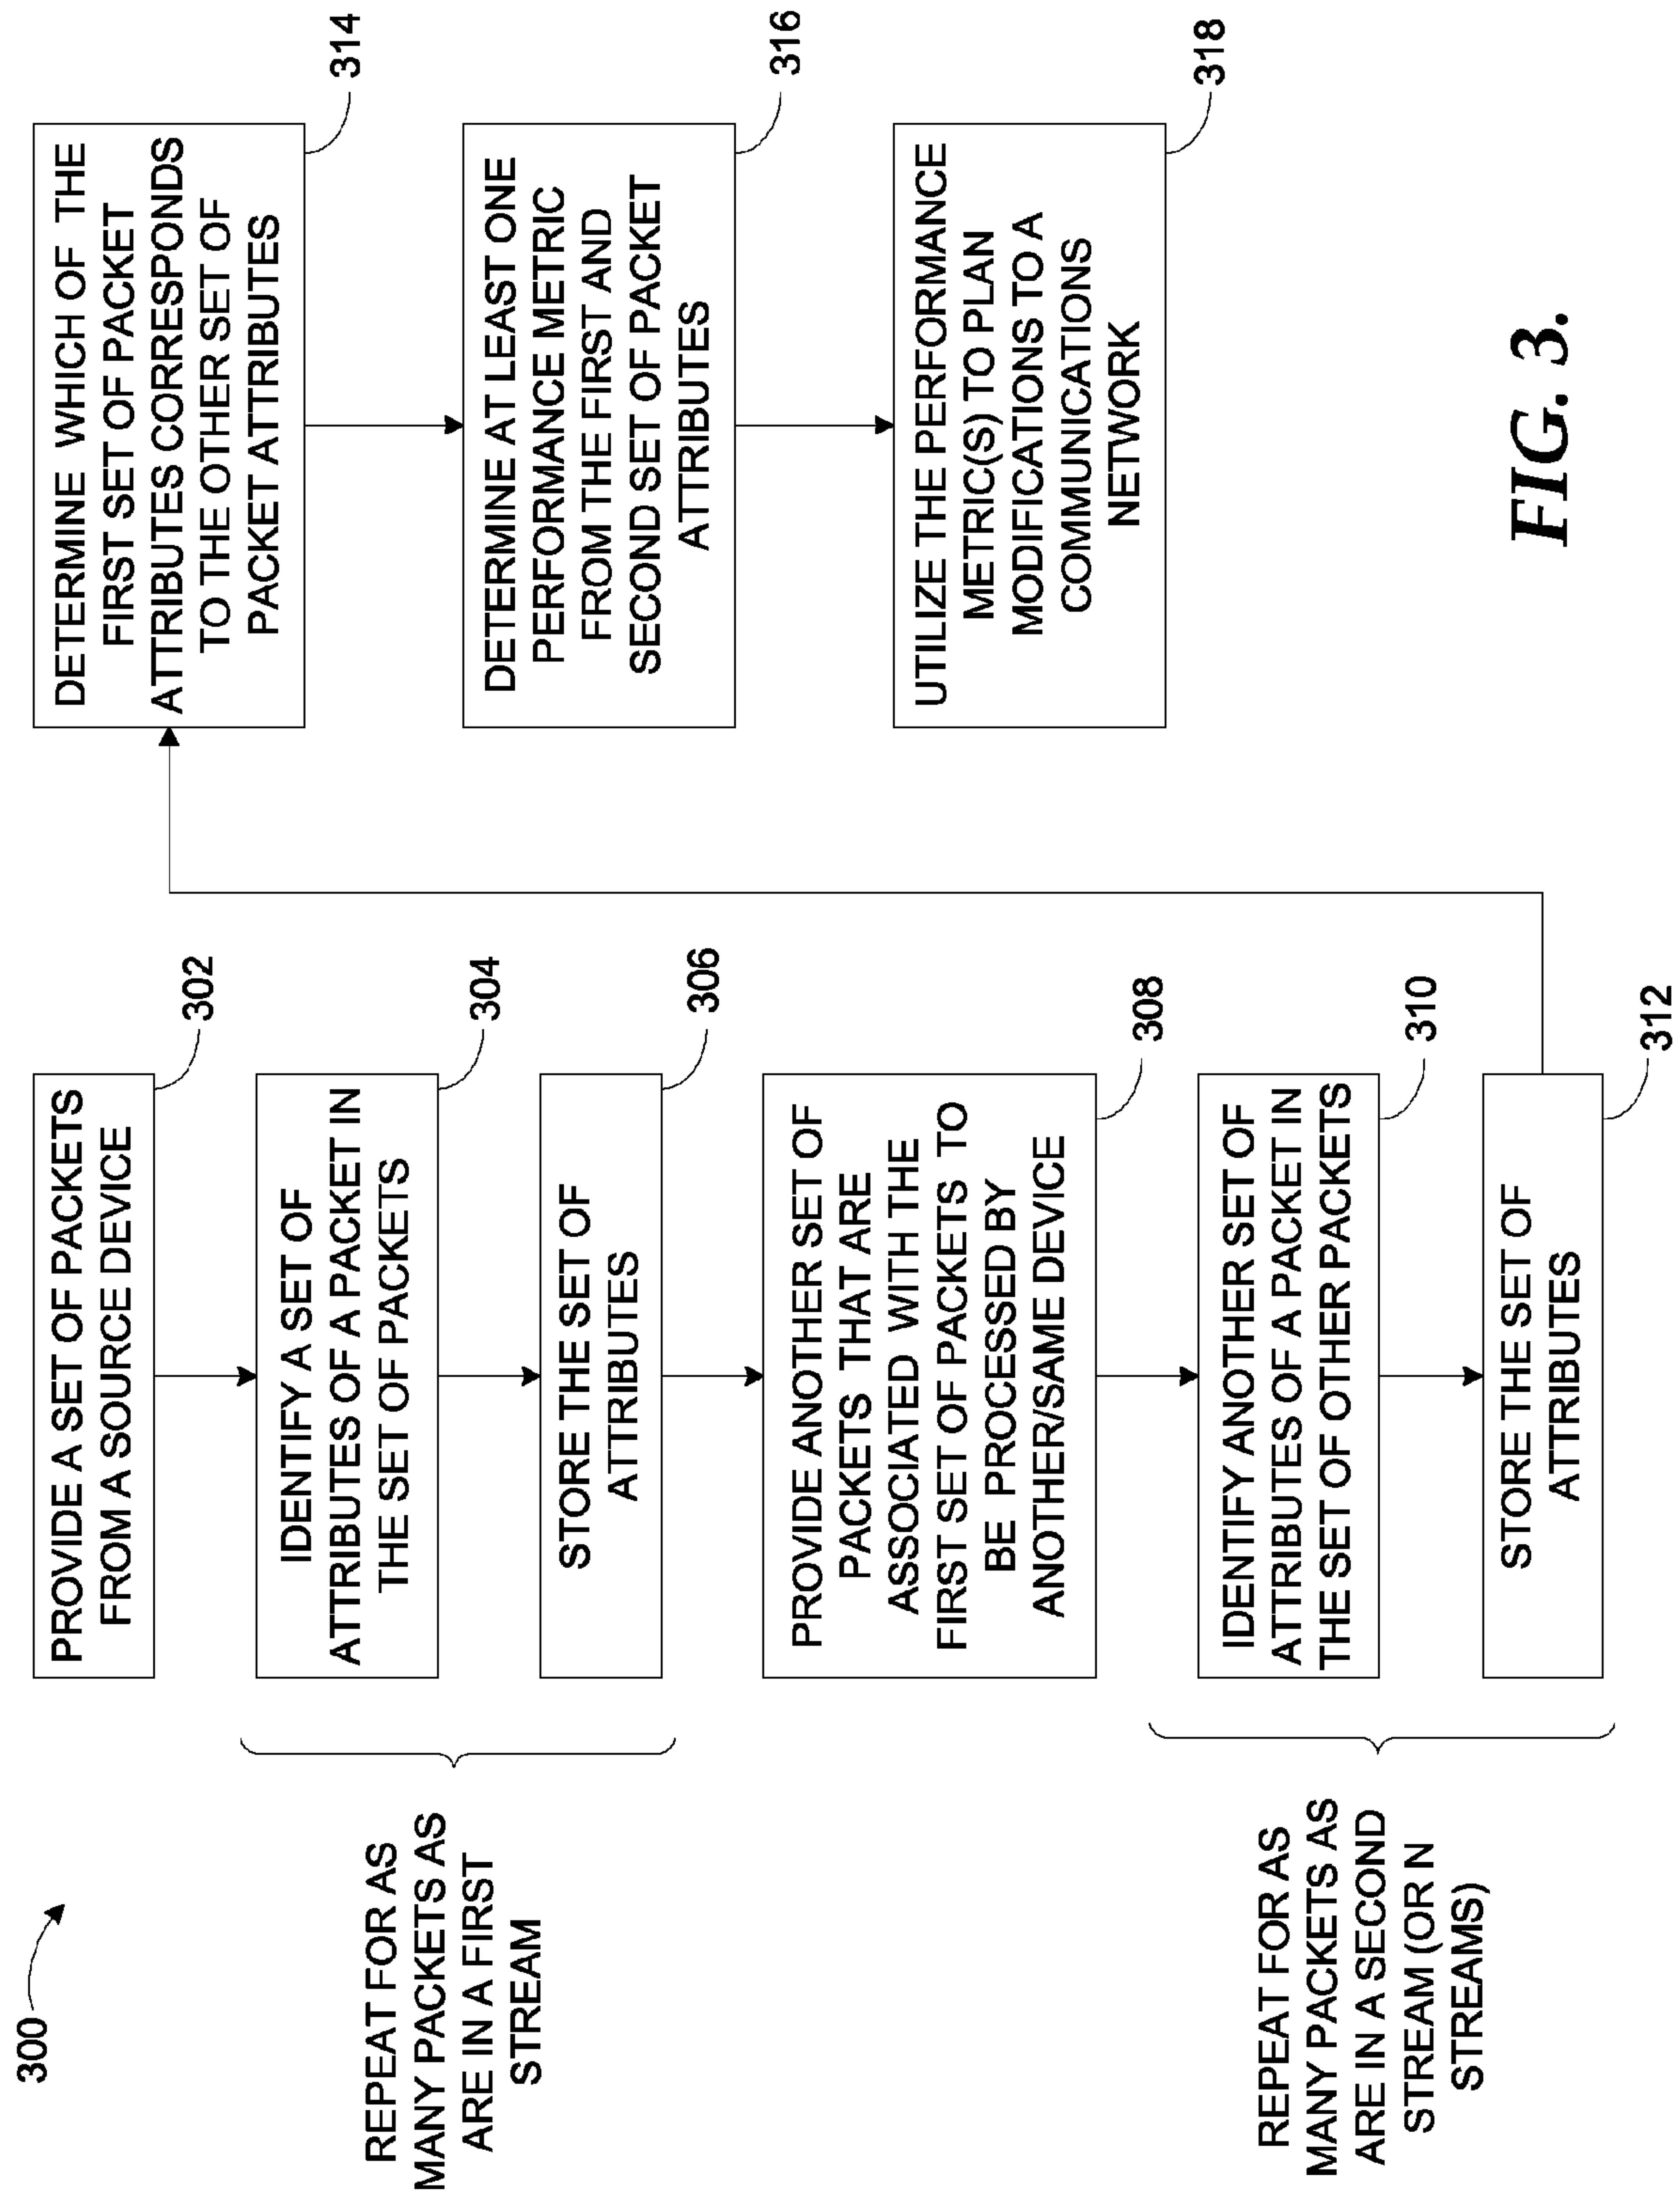 300
PROVIDE A SET OF PACKETS
FROM A SOURCE DEVICE
302
REPEAT FOR AS
MANY PACKETS AS
ARE IN A FIRST
STREAM
IDENTIFY A SET OF
ATTRIBUTES OF A PACKET IN
THE SET OF PACKETS
304
STORE THE SET OF
ATTRIBUTES
306
PROVIDE ANOTHER SET OF
PACKETS THAT ARE
ASSOCIATED WITH THE
FIRST SET OF PACKETS TO
BE PROCESSED BY
ANOTHER/SAME DEVICE
308
REPEAT FOR AS
MANY PACKETS AS
ARE IN A SECOND
STREAM (OR N
STREAMS)
IDENTIFY ANOTHER SET OF
ATTRIBUTES OF A PACKET IN
THE SET OF OTHER PACKETS
310
STORE THE SET OF
ATTRIBUTES
312
DETERMINE WHICH OF THE
FIRST SET OF PACKET
ATTRIBUTES CORRESPONDS
TO THE OTHER SET OF
PACKET ATTRIBUTES
314
DETERMINE AT LEAST ONE
PERFORMANCE METRIC
FROM THE FIRST AND
SECOND SET OF PACKET
ATTRIBUTES
316
UTILIZE THE PERFORMANCE
METRIC(S) TO PLAN
MODIFICATIONS TO A
COMMUNICATIONS
NETWORK
318
FIG. 3.